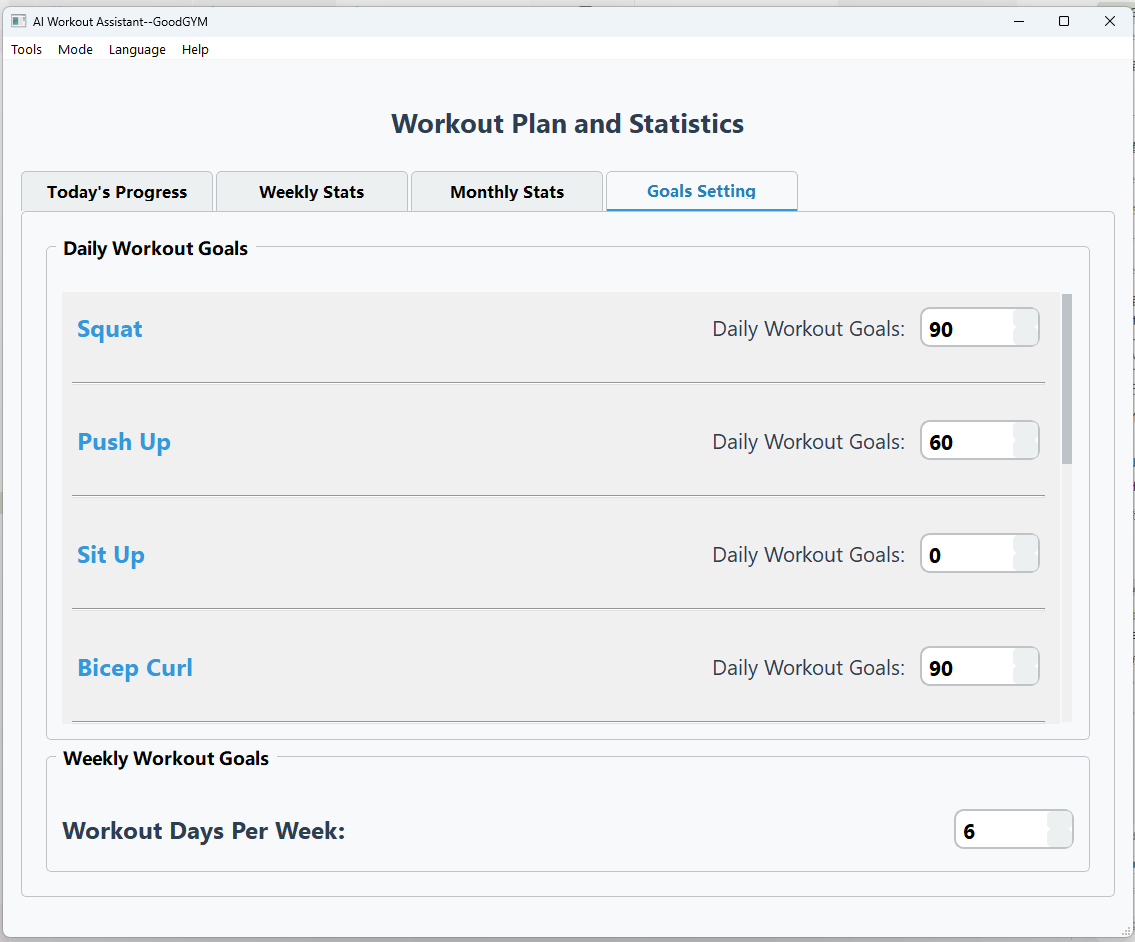 AI Workout Assistant--GoodGYM
Tools Mode Language Help
Workout Plan and Statistics
Today's Progress Weekly Stats Monthly Stats Goals Setting
Daily Workout Goals
Squat Daily Workout Goals: 90
Push Up Daily Workout Goals: 60
Sit Up Daily Workout Goals: 0
Bicep Curl Daily Workout Goals: 90
Weekly Workout Goals
Workout Days Per Week: 6